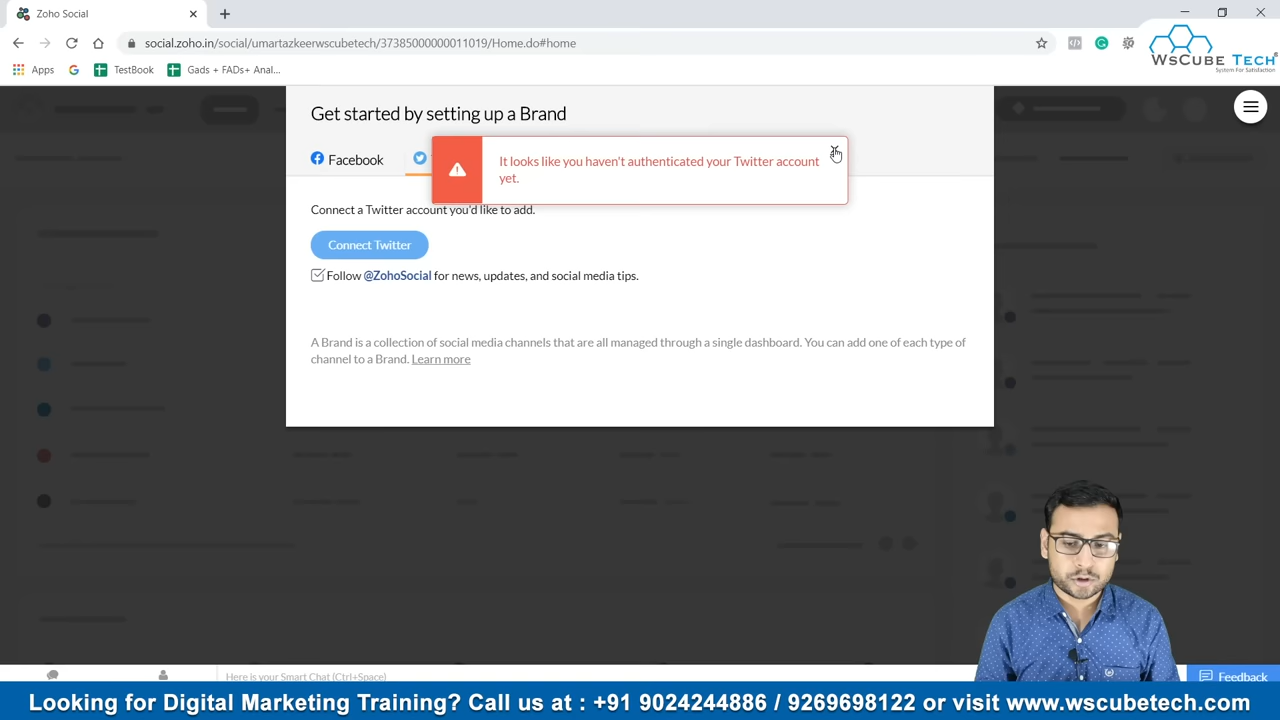 Zoho Social
social.zoho.in/social/umartazkeerwscubetech/37385000000011019/Home.do#home
WSCUBE TECH
System For Satisfaction
Apps
TestBook
Gads + FADs+ Anal...
Get started by setting up a Brand
Facebook
It looks like you haven't authenticated your Twitter account
yet.
Connect a Twitter account you'd like to add.
Connect Twitter
Follow @ZohoSocial for news, updates, and social media tips.
A Brand is a collection of social media channels that are all managed through a single dashboard. You can add one of each type of
channel to a Brand. Learn more
Here is your Smart Chat (Ctrl+Space)
Feedback
Looking for Digital Marketing Training? Call us at : +91 9024244886 / 9269698122 or visit www.wscubetech.com